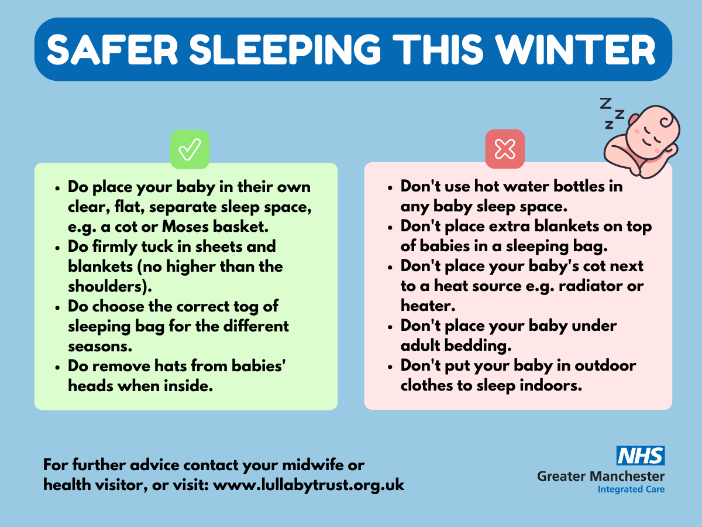 SAFER SLEEPING THIS WINTER
z
z
z
• Do place your baby in their own
clear, flat, separate sleep space,
e.g. a cot or Moses basket.
• Do firmly tuck in sheets and
blankets (no higher than the
shoulders).
• Do choose the correct tog of
sleeping bag for the different
seasons.
• Do remove hats from babies'
heads when inside.
• Don't use hot water bottles in
any baby sleep space.
• Don't place extra blankets on top
of babies in a sleeping bag.
• Don't place your baby's cot next
to a heat source e.g. radiator or
heater.
• Don't place your baby under
adult bedding.
• Don't put your baby in outdoor
clothes to sleep indoors.
For further advice contact your midwife or
health visitor, or visit: www.lullabytrust.org.uk
NHS
Greater Manchester
Integrated Care